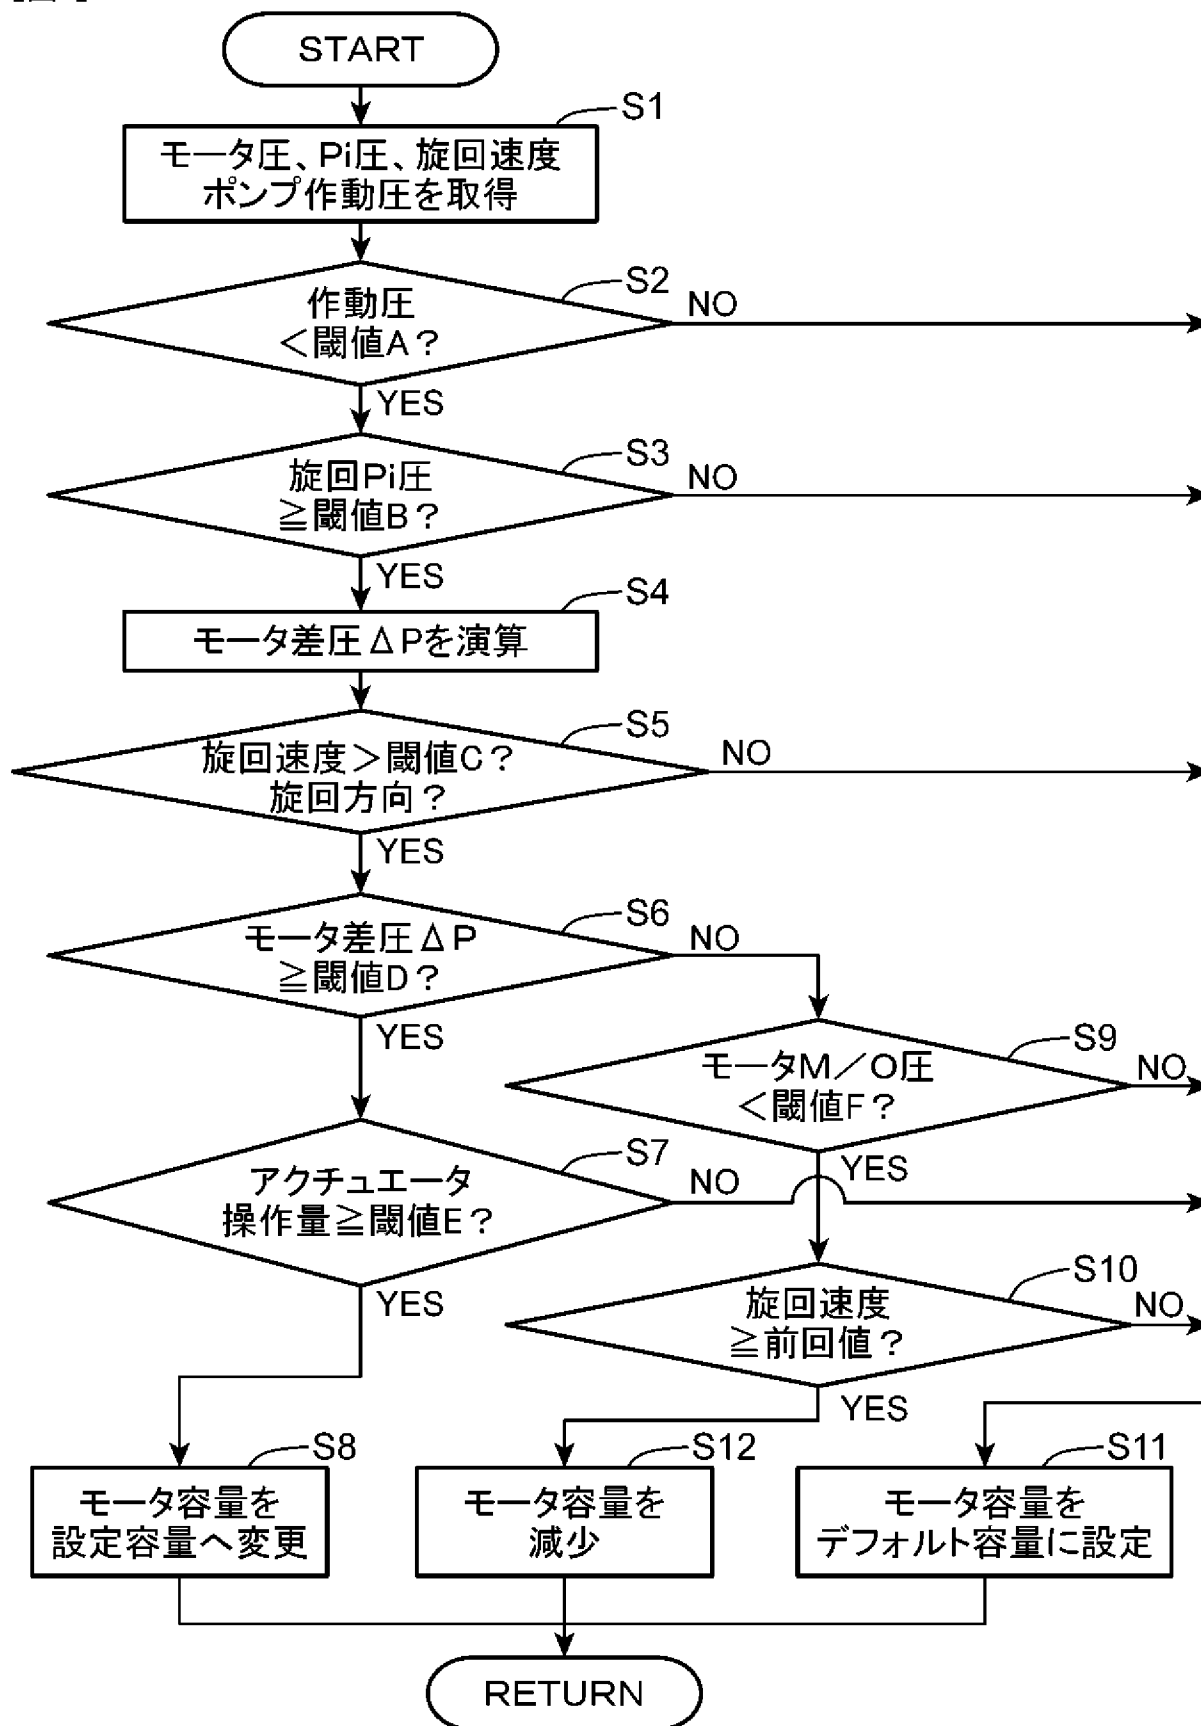 START
S1
モータ圧、Pi圧、旋回速度
ポンプ作動圧を取得
S2
作動圧
<閾値A?
NO
YES
S3
旋回Pi圧
≧閾値B?
NO
YES
S4
モータ差圧ΔPを演算
S5
旋回速度>閾値C?
旋回方向?
NO
YES
S6
モータ差圧ΔP
≧閾値D?
NO
YES
S9
モータM/O圧
<閾値F?
NO
YES
S7
アクチュエータ
操作量≧閾値E?
NO
YES
S10
旋回速度
≧前回値?
NO
YES
S8
モータ容量を
設定容量へ変更
S12
モータ容量を
減少
S11
モータ容量を
デフォルト容量に設定
RETURN